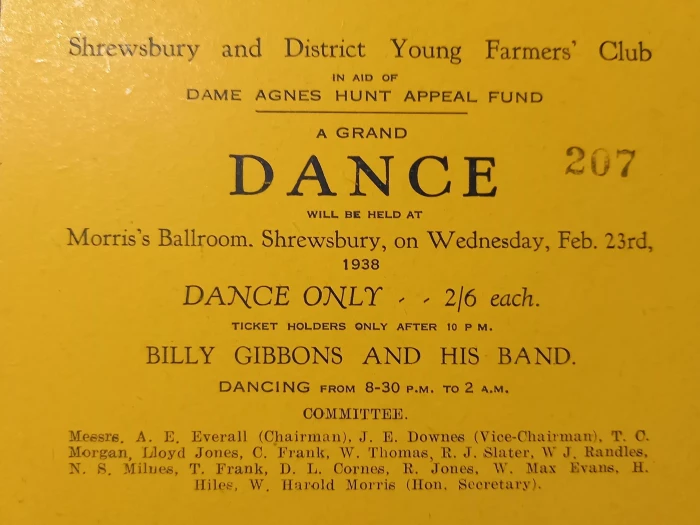 Shrewsbury and District Young Farmers' Club
IN AID OF
DAME AGNES HUNT APPEAL FUND
A GRAND
DANCE
207
WILL BE HELD AT
Morris's Ballroom. Shrewsbury, on Wednesday, Feb. 23rd,
1938
DANCE ONLY - - 2/6 each.
TICKET HOLDERS ONLY AFTER 10 P M.
BILLY GIBBONS AND HIS BAND.
DANCING FROM 8-30 P.M. TO 2 A.M.
COMMITTEE.
Messrs. A. E. Everall (Chairman), J. E. Downes (Vice-Chairman), T. C.
Morgan, Lloyd Jones, C. Frank, W. Thomas, R. J. Slater, W J. Randles,
N. S. Milnes, T. Frank, D. L. Cornes, R. Jones, W. Max Evans, H.
Hiles, W. Harold Morris (Hon. Secretary).